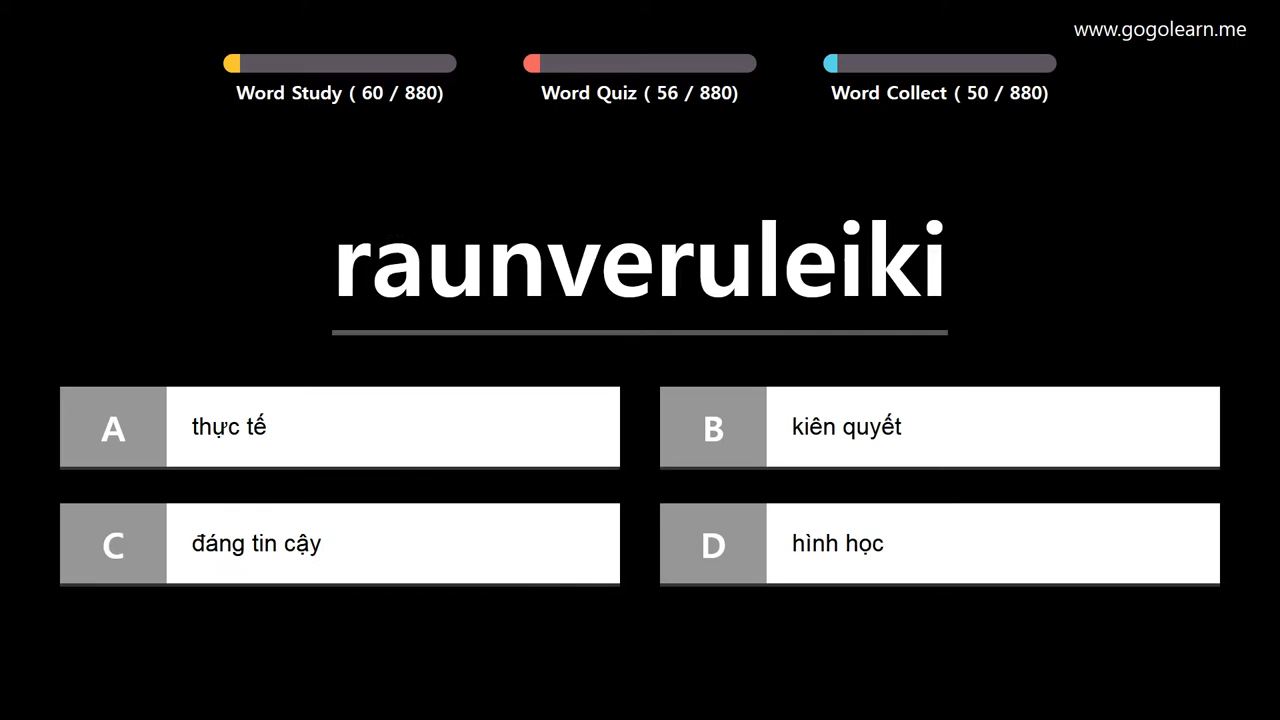 www.gogolearn.me
Word Study ( 60 / 880)
Word Quiz ( 56 / 880)
Word Collect ( 50 / 880)
raunveruleiki
A thực tế
B kiên quyết
C đáng tin cậy
D hình học